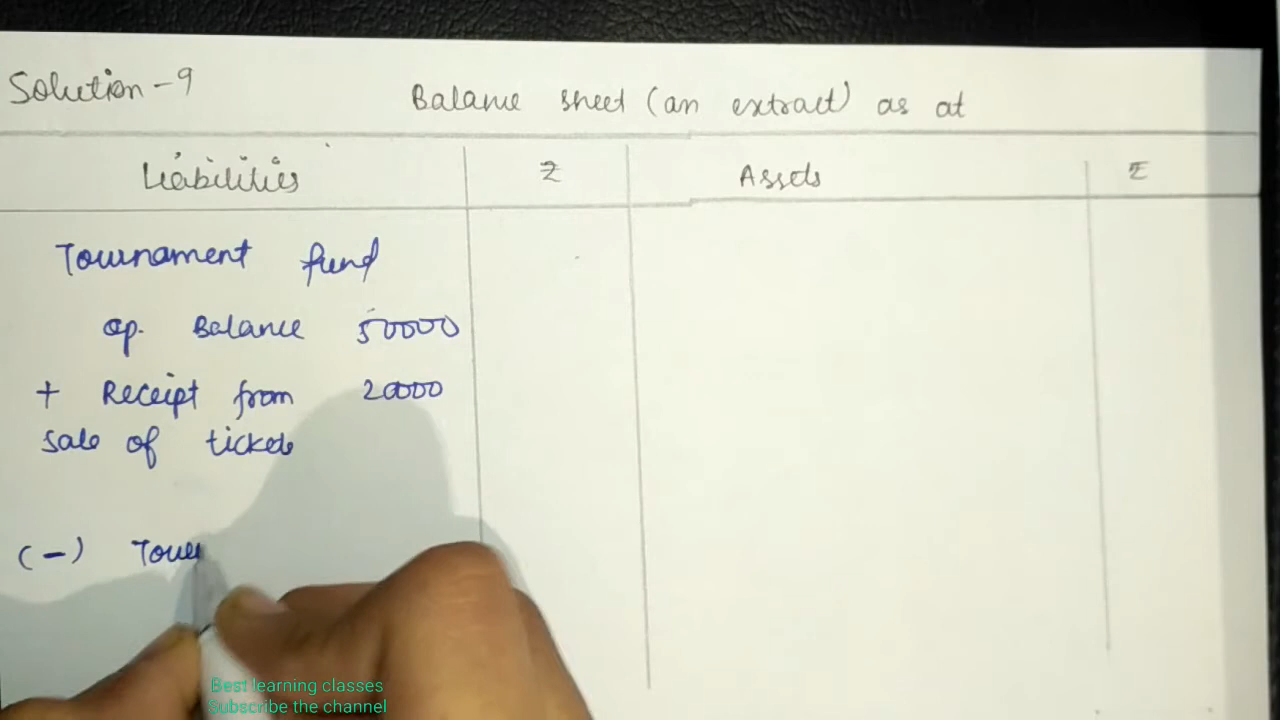 Solution-9
Balance sheet (an extract) as at
Liabilities ₹ Assets ₹
Tournament fund
op. Balance 50000
+ Receipt from 20000
sale of tickets
(-) Tour
Best learning classes
Subscribe the channel